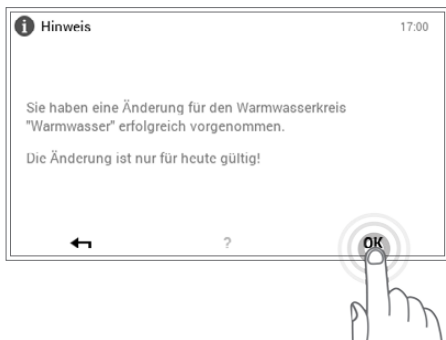 i Hinweis 17:00
Sie haben eine Änderung für den Warmwasserkreis
"Warmwasser" erfolgreich vorgenommen.
Die Änderung ist nur für heute gültig!
? OK